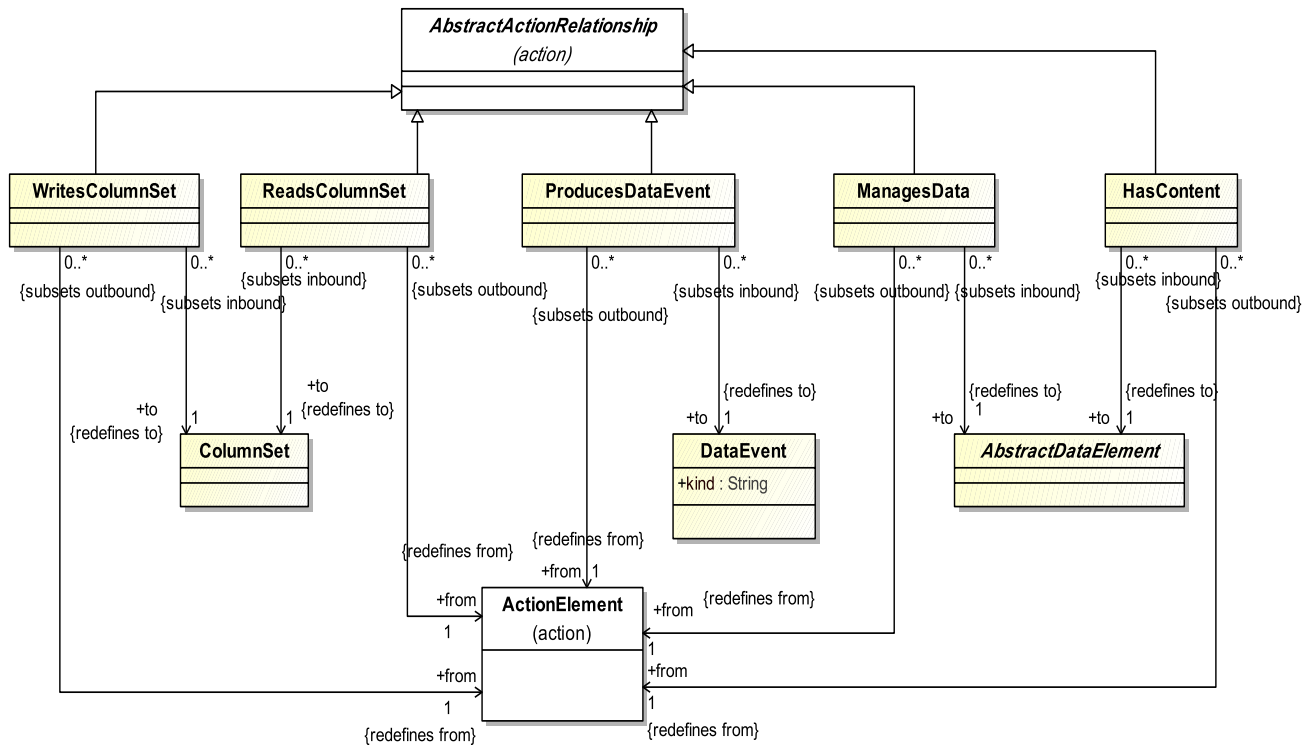 AbstractActionRelationship
(action)
WritesColumnSet
ReadsColumnSet
ProducesDataEvent
ManagesData
HasContent
0..*
0..*
0..*
0..*
0..*
0..*
0..*
0..*
0..*
0..*
{subsets outbound}
{subsets inbound}
{subsets inbound}
{subsets outbound}
{subsets outbound}
{subsets inbound}
{subsets outbound}
{subsets inbound}
{subsets inbound}
{subsets outbound}
+to
{redefines to}
1
+to
{redefines to}
1
{redefines to}
+to
1
{redefines to}
+to
1
{redefines to}
+to
1
ColumnSet
DataEvent
+kind : String
AbstractDataElement
{redefines from}
{redefines from}
+from
1
+from
1
ActionElement
(action)
+from
{redefines from}
1
+from
1
{redefines from}
+from
1
{redefines from}